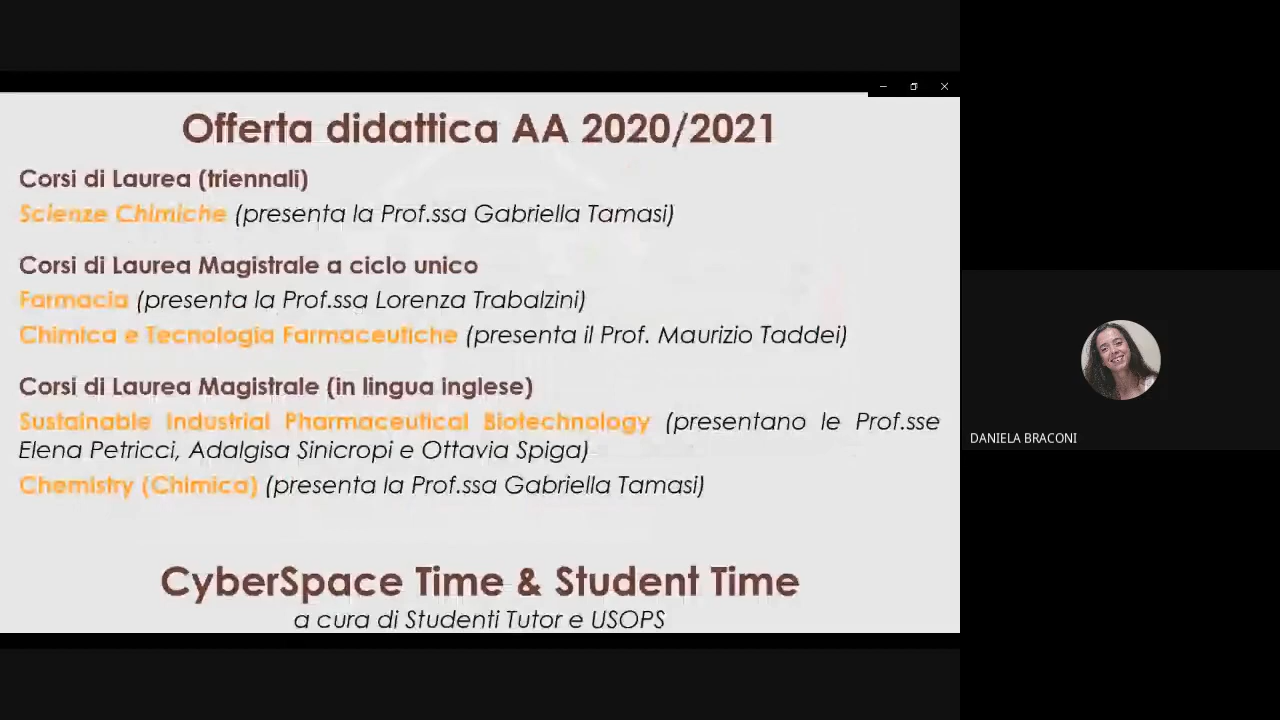 Offerta didattica AA 2020/2021
Corsi di Laurea (triennali)
Scienze Chimiche (presenta la Prof.ssa Gabriella Tamasi)
Corsi di Laurea Magistrale a ciclo unico
Farmacia (presenta la Prof.ssa Lorenza Trabalzini)
Chimica e Tecnologia Farmaceutiche (presenta il Prof. Maurizio Taddei)
Corsi di Laurea Magistrale (in lingua inglese)
Sustainable Industrial Pharmaceutical Biotechnology (presentano le Prof.sse
Elena Petricci, Adalgisa Sinicropi e Ottavia Spiga)
Chemistry (Chimica) (presenta la Prof.ssa Gabriella Tamasi)
CyberSpace Time & Student Time
a cura di Studenti Tutor e USOPS
DANIELA BRACONI